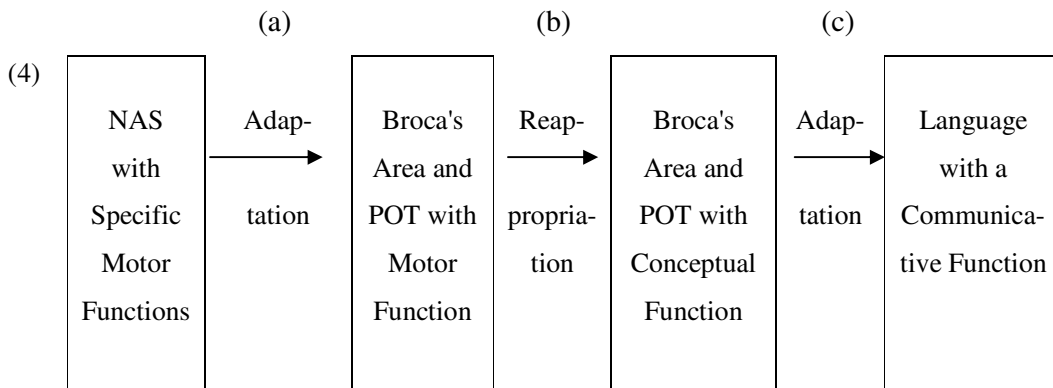 (a) (b) (c)
(4)
NAS
with
Specific
Motor
Functions
Adap-
tation
Broca's
Area and
POT with
Motor
Function
Reap-
propria-
tion
Broca's
Area and
POT with
Conceptual
Function
Adap-
tation
Language
with a
Communica-
tive Function